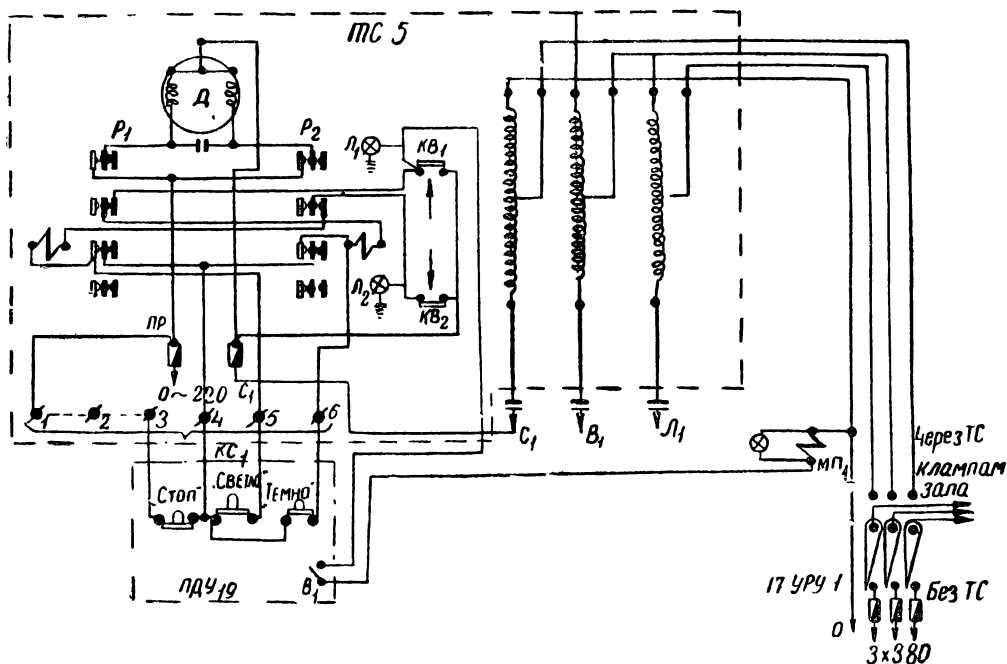 ТС 5
Д
Р1
Р2
Л1
КВ1
Л2
КВ2
ПР
0~220
С1
1
2
3
4
5
6
С1
В1
Л1
КС1
"Стоп"
"Светло"
"Темно"
ПДУ19
В1
МП1
Через ТС
клампам
зала
17 УРУ 1
Без ТС
0
3×380